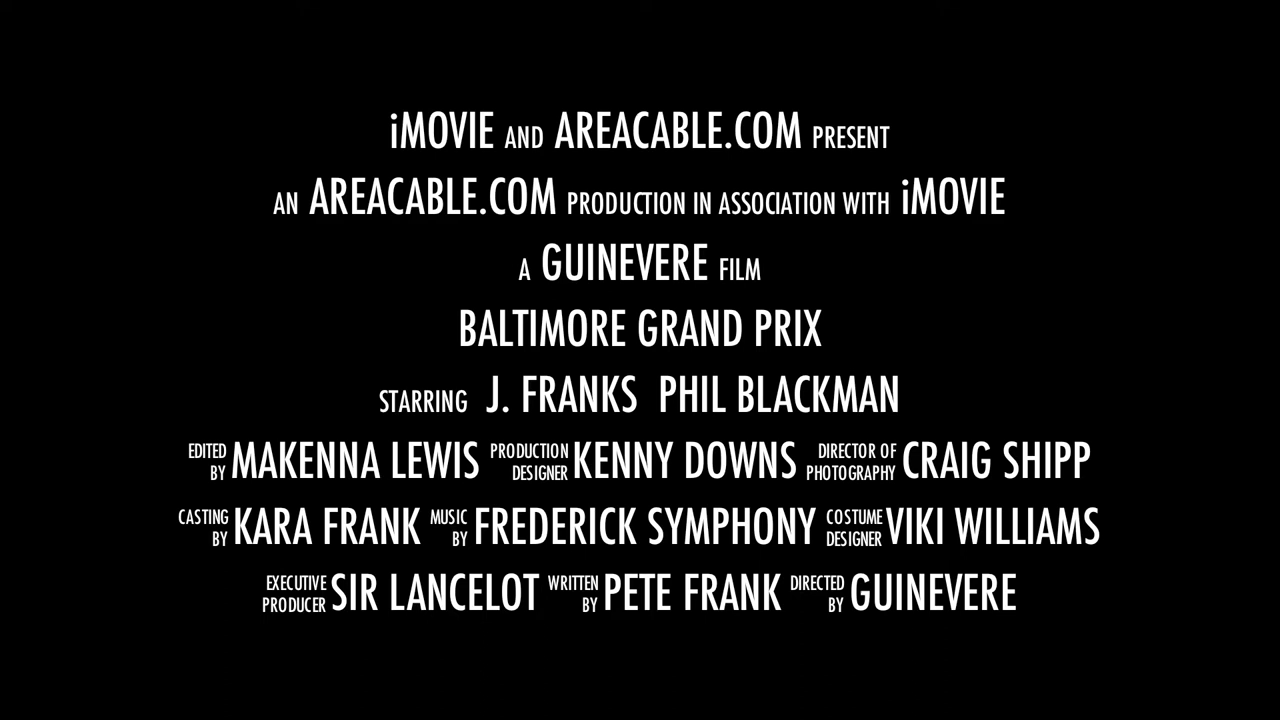 iMOVIE AND AREACABLE.COM PRESENT
AN AREACABLE.COM PRODUCTION IN ASSOCIATION WITH iMOVIE
A GUINEVERE FILM
BALTIMORE GRAND PRIX
STARRING J. FRANKS PHIL BLACKMAN
EDITED BY MAKENNA LEWIS PRODUCTION DESIGNER KENNY DOWNS DIRECTOR OF PHOTOGRAPHY CRAIG SHIPP
CASTING BY KARA FRANK MUSIC BY FREDERICK SYMPHONY COSTUME DESIGNER VIKI WILLIAMS
EXECUTIVE PRODUCER SIR LANCELOT WRITTEN BY PETE FRANK DIRECTED BY GUINEVERE